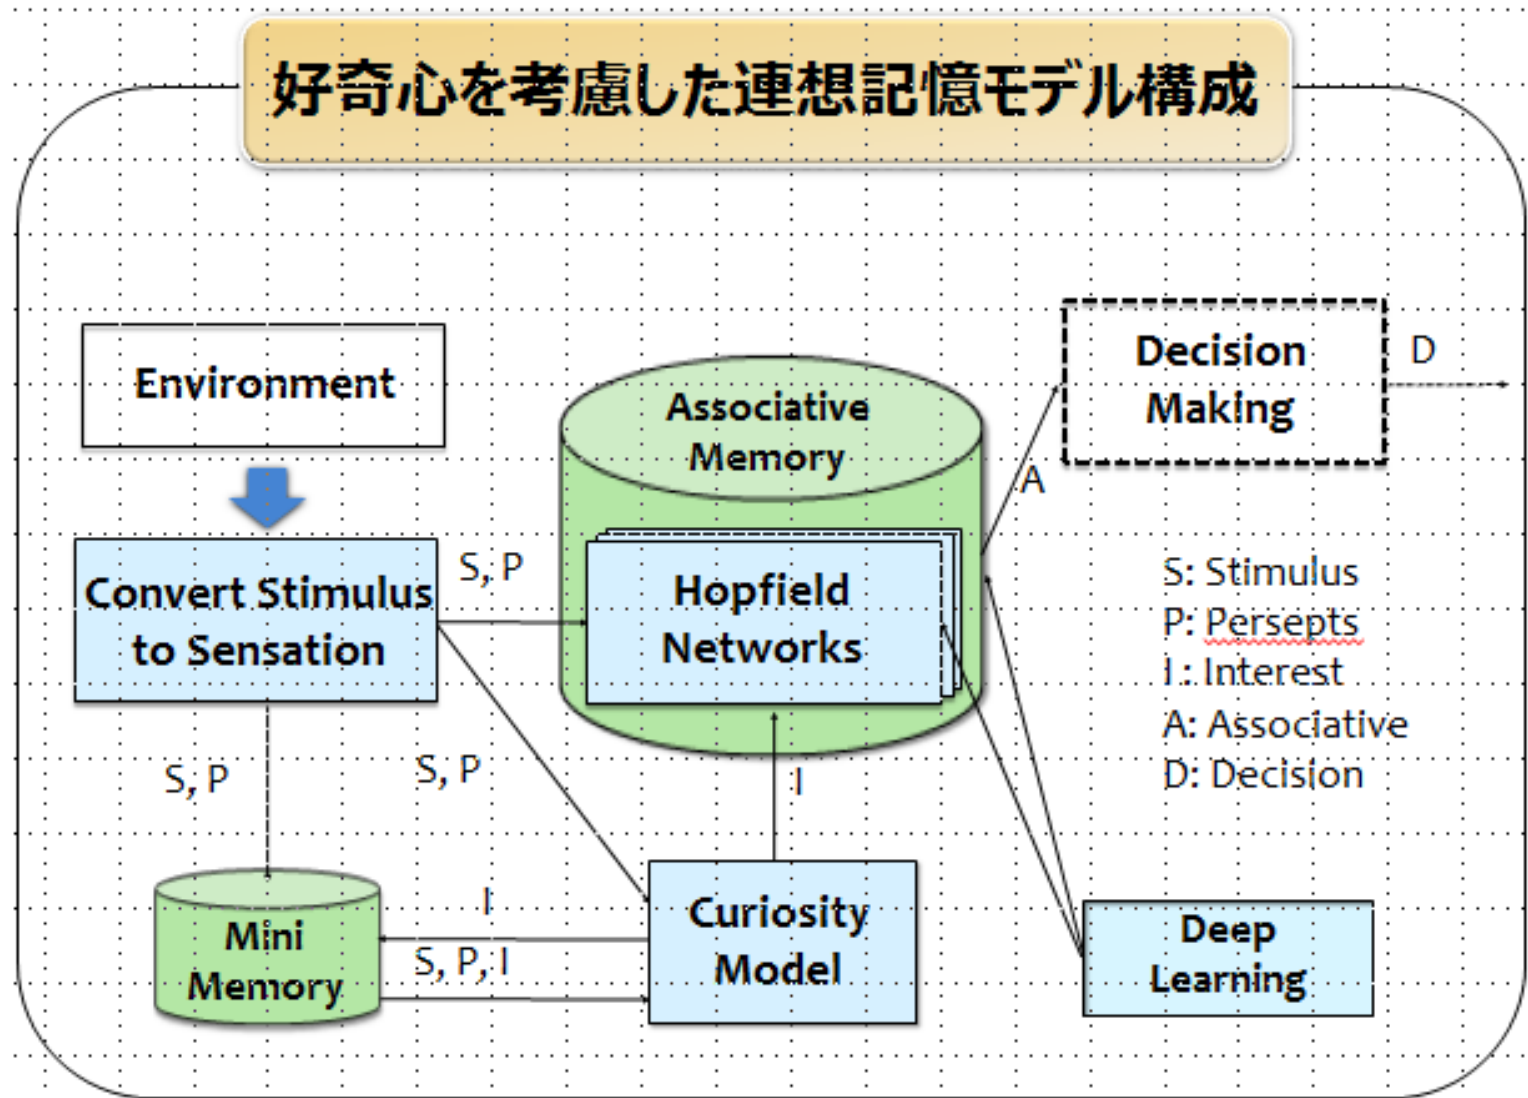 好奇心を考慮した連想記憶モデル構成
Environment
Convert Stimulus
to Sensation
S, P
S, P
S, P
Mini
Memory
I
S, P, I
Associative
Memory
Hopfield
Networks
I
Curiosity
Model
A
Decision
Making
D
S: Stimulus
P: Persepts
I : Interest
A: Associative
D: Decision
Deep
Learning